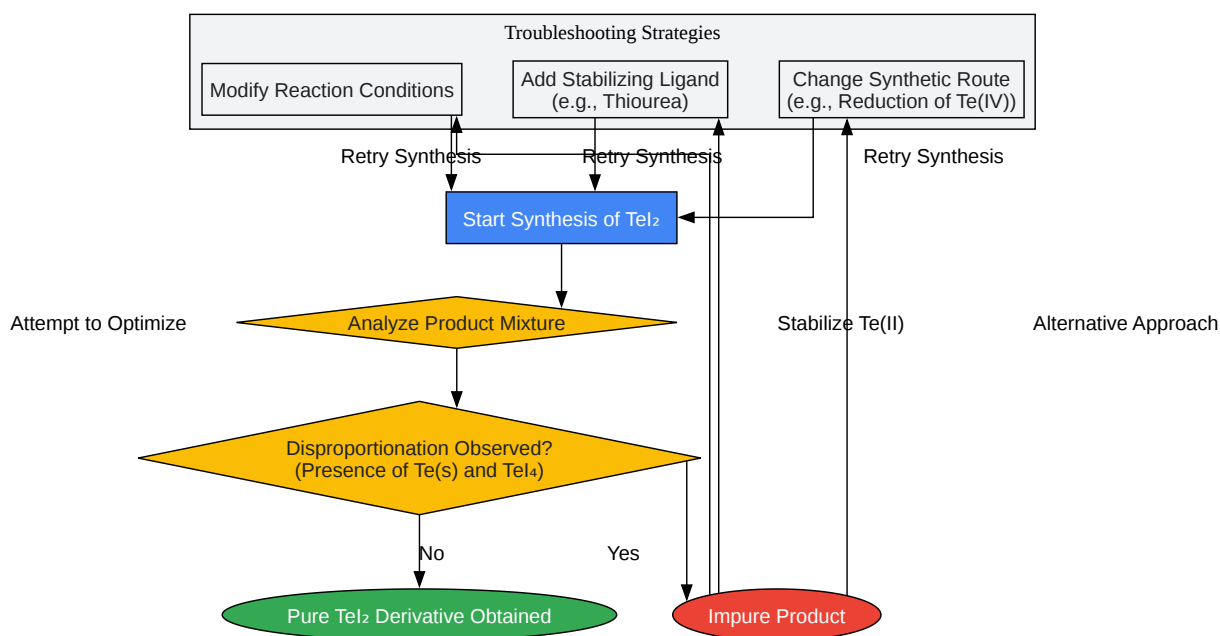 Troubleshooting Strategies
Modify Reaction Conditions
Add Stabilizing Ligand
(e.g., Thiourea)
Change Synthetic Route
(e.g., Reduction of Te(IV))
Retry Synthesis
Retry Synthesis
Retry Synthesis
Start Synthesis of TeI₂
Attempt to Optimize
Analyze Product Mixture
Stabilize Te(II)
Alternative Approach
Disproportionation Observed?
(Presence of Te(s) and TeI₄)
No
Yes
Pure TeI₂ Derivative Obtained
Impure Product